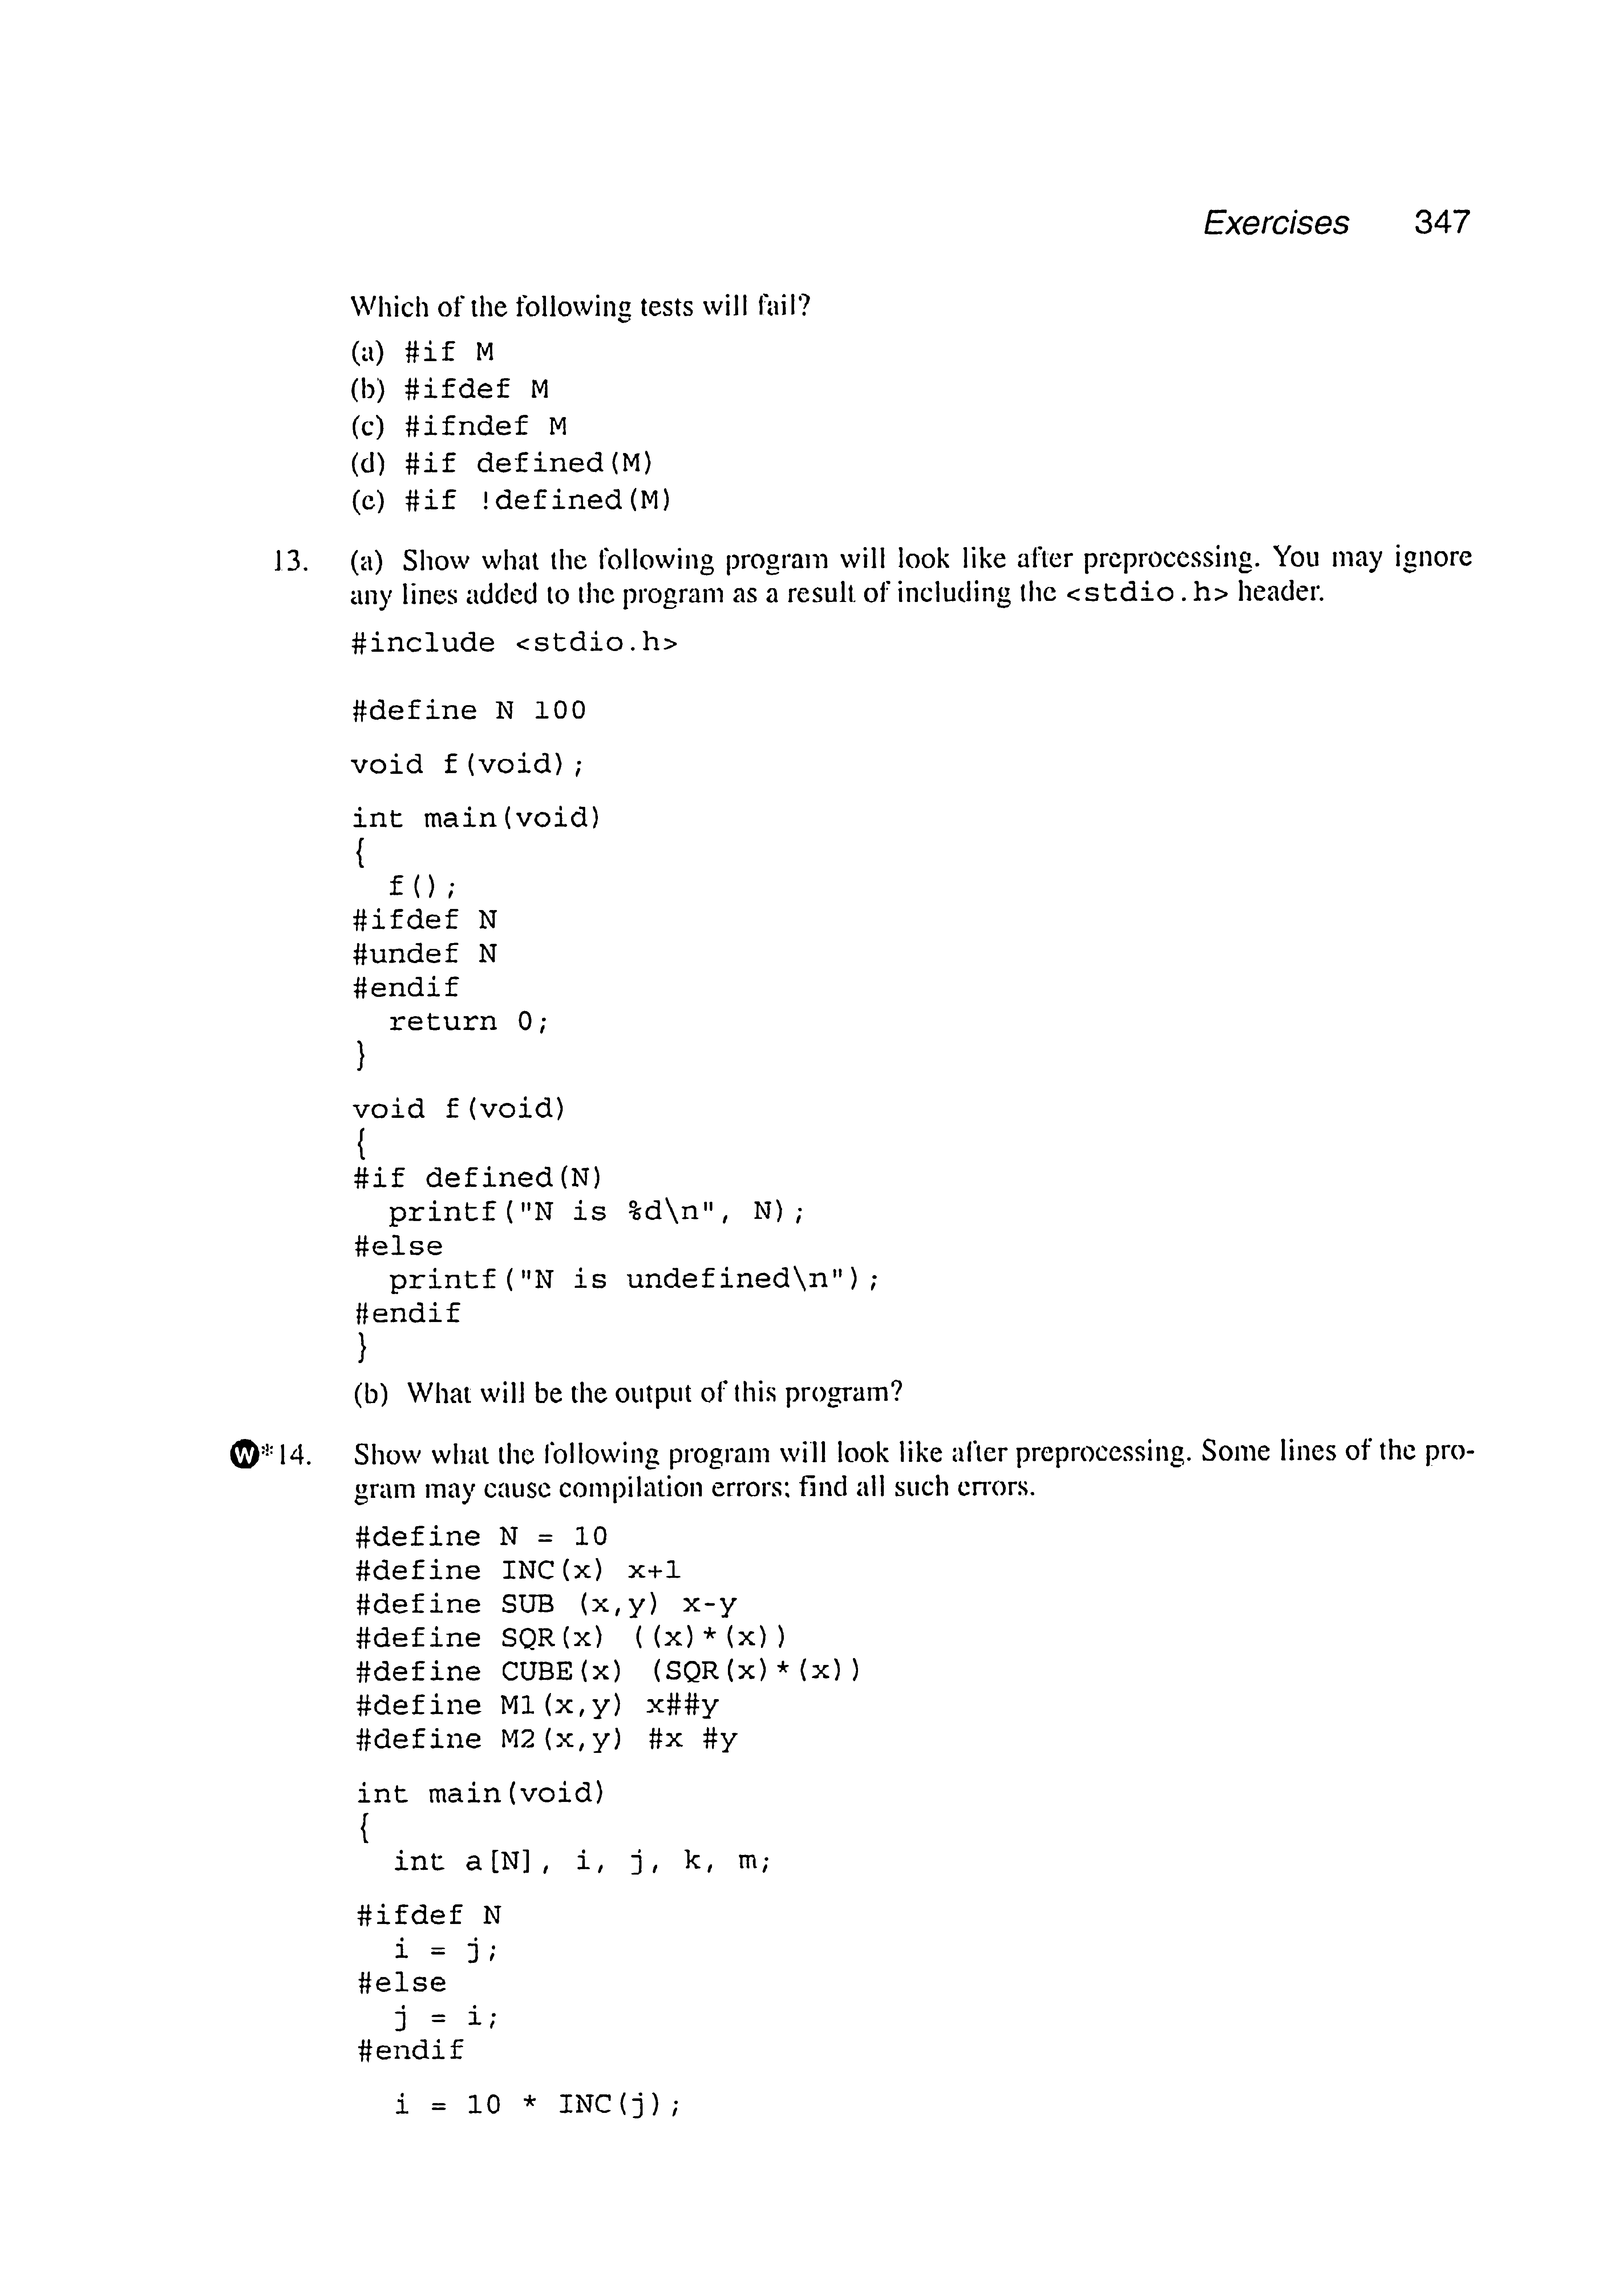 Exercises 347
Which of the following tests will fail?
(a) #if M
(b) #ifdef M
(c) #ifndef M
(d) #if defined(M)
(e) #if !defined(M)
13. (a) Show what the following program will look like after preprocessing. You may ignore
any lines added to the program as a result of including the <stdio.h> header.
#include <stdio.h>
#define N 100
void f(void);
int main(void)
{
f();
#ifdef N
#undef N
#endif
return 0;
}
void f(void)
{
#if defined(N)
printf("N is %d\n", N);
#else
printf("N is undefined\n");
#endif
}
(b) What will be the output of this program?
W*14. Show what the following program will look like after preprocessing. Some lines of the pro-
gram may cause compilation errors; find all such errors.
#define N = 10
#define INC(x) x+1
#define SUB (x,y) x-y
#define SQR(x) ((x)*(x))
#define CUBE(x) (SQR(x)*(x))
#define M1(x,y) x##y
#define M2(x,y) #x #y
int main(void)
{
int a[N], i, j, k, m;
#ifdef N
i = j;
#else
j = i;
#endif
i = 10 * INC(j);